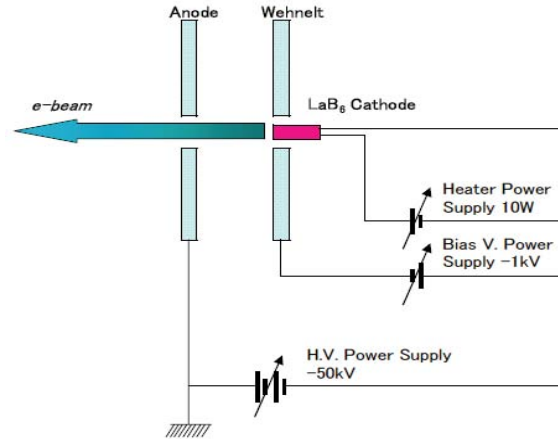 Anode Wehnelt
e-beam
LaB₆ Cathode
Heater Power
Supply 10W
Bias V. Power
Supply -1kV
H.V. Power Supply
-50kV